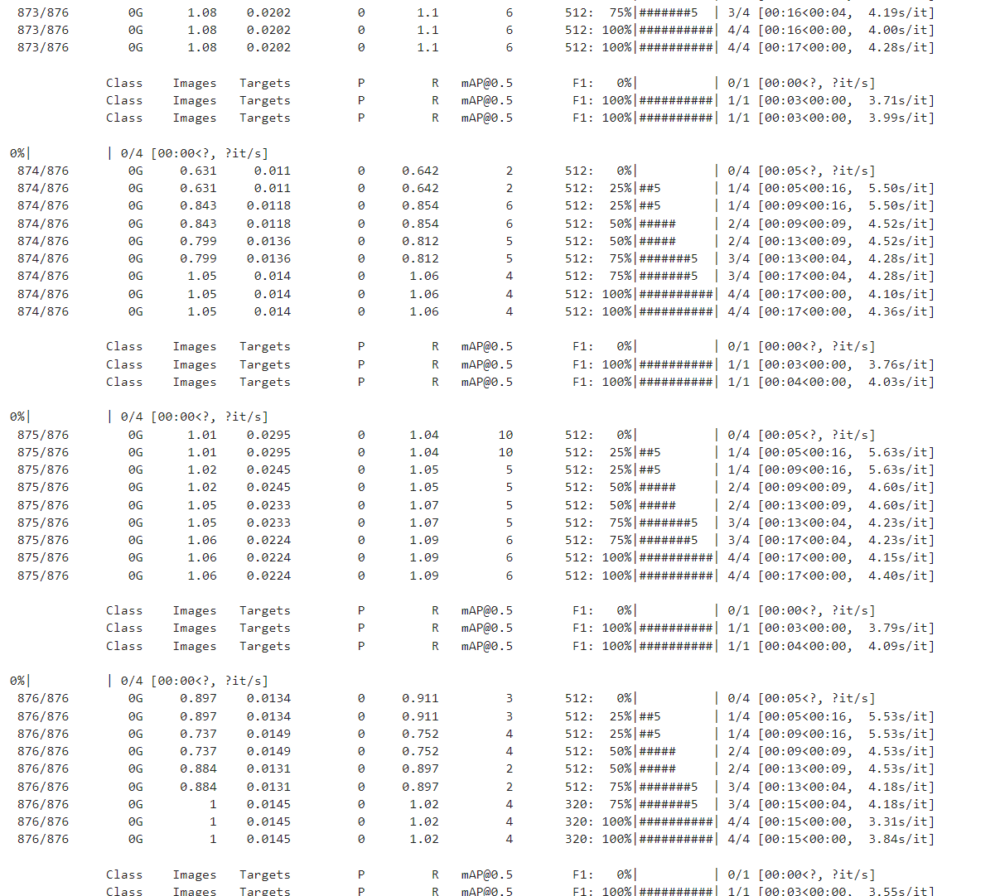 873/876 0G 1.08 0.0202 0 1.1 6 512: 75%|#######5 | 3/4 [00:16<00:04, 4.19s/it]
873/876 0G 1.08 0.0202 0 1.1 6 512: 100%|##########| 4/4 [00:16<00:00, 4.00s/it]
873/876 0G 1.08 0.0202 0 1.1 6 512: 100%|##########| 4/4 [00:17<00:00, 4.28s/it]
Class Images Targets P R mAP@0.5 F1: 0%| | 0/1 [00:00<?, ?it/s]
Class Images Targets P R mAP@0.5 F1: 100%|##########| 1/1 [00:03<00:00, 3.71s/it]
Class Images Targets P R mAP@0.5 F1: 100%|##########| 1/1 [00:03<00:00, 3.99s/it]
0%| | 0/4 [00:00<?, ?it/s]
874/876 0G 0.631 0.011 0 0.642 2 512: 0%| | 0/4 [00:05<?, ?it/s]
874/876 0G 0.631 0.011 0 0.642 2 512: 25%|##5 | 1/4 [00:05<00:16, 5.50s/it]
874/876 0G 0.843 0.0118 0 0.854 6 512: 25%|##5 | 1/4 [00:09<00:16, 5.50s/it]
874/876 0G 0.843 0.0118 0 0.854 6 512: 50%|##### | 2/4 [00:09<00:09, 4.52s/it]
874/876 0G 0.799 0.0136 0 0.812 5 512: 50%|##### | 2/4 [00:13<00:09, 4.52s/it]
874/876 0G 0.799 0.0136 0 0.812 5 512: 75%|#######5 | 3/4 [00:13<00:04, 4.28s/it]
874/876 0G 1.05 0.014 0 1.06 4 512: 75%|#######5 | 3/4 [00:17<00:04, 4.28s/it]
874/876 0G 1.05 0.014 0 1.06 4 512: 100%|##########| 4/4 [00:17<00:00, 4.10s/it]
874/876 0G 1.05 0.014 0 1.06 4 512: 100%|##########| 4/4 [00:17<00:00, 4.36s/it]
Class Images Targets P R mAP@0.5 F1: 0%| | 0/1 [00:00<?, ?it/s]
Class Images Targets P R mAP@0.5 F1: 100%|##########| 1/1 [00:03<00:00, 3.76s/it]
Class Images Targets P R mAP@0.5 F1: 100%|##########| 1/1 [00:04<00:00, 4.03s/it]
0%| | 0/4 [00:00<?, ?it/s]
875/876 0G 1.01 0.0295 0 1.04 10 512: 0%| | 0/4 [00:05<?, ?it/s]
875/876 0G 1.01 0.0295 0 1.04 10 512: 25%|##5 | 1/4 [00:05<00:16, 5.63s/it]
875/876 0G 1.02 0.0245 0 1.05 5 512: 25%|##5 | 1/4 [00:09<00:16, 5.63s/it]
875/876 0G 1.02 0.0245 0 1.05 5 512: 50%|##### | 2/4 [00:09<00:09, 4.60s/it]
875/876 0G 1.05 0.0233 0 1.07 5 512: 50%|##### | 2/4 [00:13<00:09, 4.60s/it]
875/876 0G 1.05 0.0233 0 1.07 5 512: 75%|#######5 | 3/4 [00:13<00:04, 4.23s/it]
875/876 0G 1.06 0.0224 0 1.09 6 512: 75%|#######5 | 3/4 [00:17<00:04, 4.23s/it]
875/876 0G 1.06 0.0224 0 1.09 6 512: 100%|##########| 4/4 [00:17<00:00, 4.15s/it]
875/876 0G 1.06 0.0224 0 1.09 6 512: 100%|##########| 4/4 [00:17<00:00, 4.40s/it]
Class Images Targets P R mAP@0.5 F1: 0%| | 0/1 [00:00<?, ?it/s]
Class Images Targets P R mAP@0.5 F1: 100%|##########| 1/1 [00:03<00:00, 3.79s/it]
Class Images Targets P R mAP@0.5 F1: 100%|##########| 1/1 [00:04<00:00, 4.09s/it]
0%| | 0/4 [00:00<?, ?it/s]
876/876 0G 0.897 0.0134 0 0.911 3 512: 0%| | 0/4 [00:05<?, ?it/s]
876/876 0G 0.897 0.0134 0 0.911 3 512: 25%|##5 | 1/4 [00:05<00:16, 5.53s/it]
876/876 0G 0.737 0.0149 0 0.752 4 512: 25%|##5 | 1/4 [00:09<00:16, 5.53s/it]
876/876 0G 0.737 0.0149 0 0.752 4 512: 50%|##### | 2/4 [00:09<00:09, 4.53s/it]
876/876 0G 0.884 0.0131 0 0.897 2 512: 50%|##### | 2/4 [00:13<00:09, 4.53s/it]
876/876 0G 0.884 0.0131 0 0.897 2 512: 75%|#######5 | 3/4 [00:13<00:04, 4.18s/it]
876/876 0G 1 0.0145 0 1.02 4 320: 75%|#######5 | 3/4 [00:15<00:04, 4.18s/it]
876/876 0G 1 0.0145 0 1.02 4 320: 100%|##########| 4/4 [00:15<00:00, 3.31s/it]
876/876 0G 1 0.0145 0 1.02 4 320: 100%|##########| 4/4 [00:15<00:00, 3.84s/it]
Class Images Targets P R mAP@0.5 F1: 0%| | 0/1 [00:00<?, ?it/s]
Class Images Targets P R mAP@0.5 F1: 100%|##########| 1/1 [00:03<00:00, 3.55s/it]